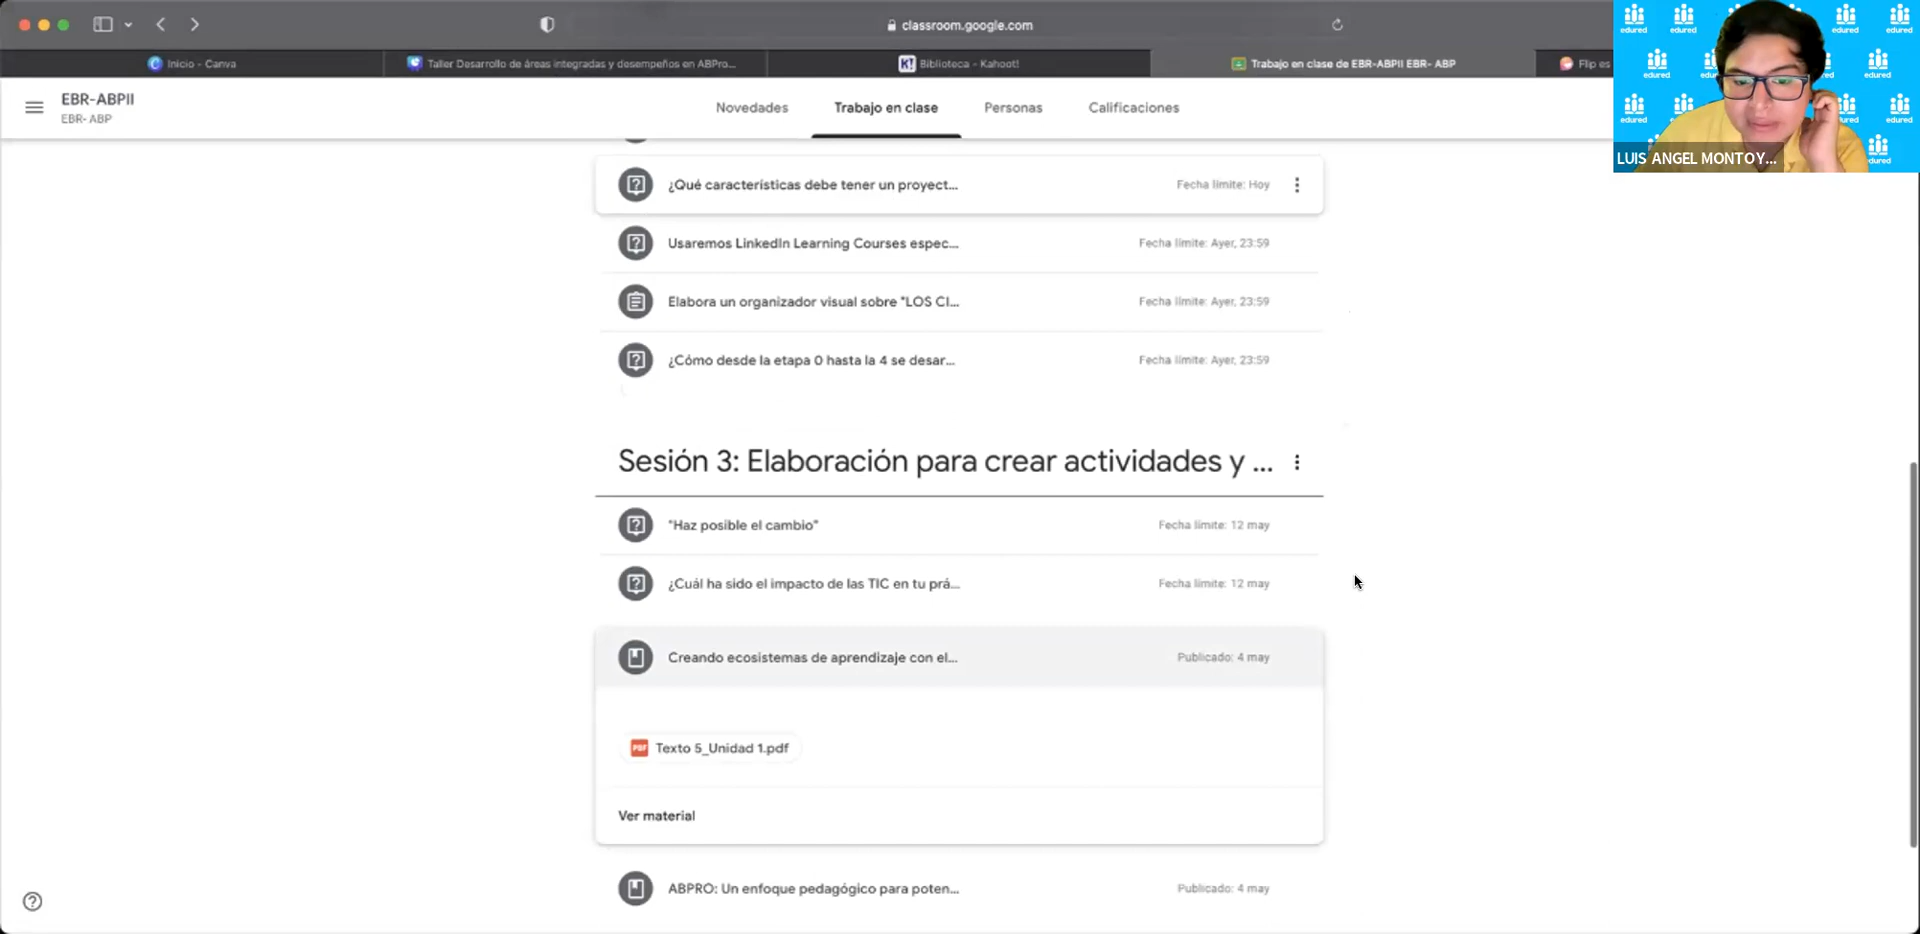 classroom.google.com
Inicio - Canva
Taller Desarrollo de áreas integradas y desempeños en ABPro...
K! Biblioteca - Kahoot!
Trabajo en clase de EBR-ABPII EBR- ABP
Flip es
EBR-ABPII
EBR- ABP
Novedades
Trabajo en clase
Personas
Calificaciones
edured
LUIS ANGEL MONTOY...
¿Qué características debe tener un proyect...
Fecha límite: Hoy
Usaremos LinkedIn Learning Courses espec...
Fecha límite: Ayer, 23:59
Elabora un organizador visual sobre "LOS CI...
Fecha límite: Ayer, 23:59
¿Cómo desde la etapa 0 hasta la 4 se desar...
Fecha límite: Ayer, 23:59
Sesión 3: Elaboración para crear actividades y ...
"Haz posible el cambio"
Fecha límite: 12 may
¿Cuál ha sido el impacto de las TIC en tu prá...
Fecha límite: 12 may
Creando ecosistemas de aprendizaje con el...
Publicado: 4 may
PDF Texto 5_Unidad 1.pdf
Ver material
ABPRO: Un enfoque pedagógico para poten...
Publicado: 4 may